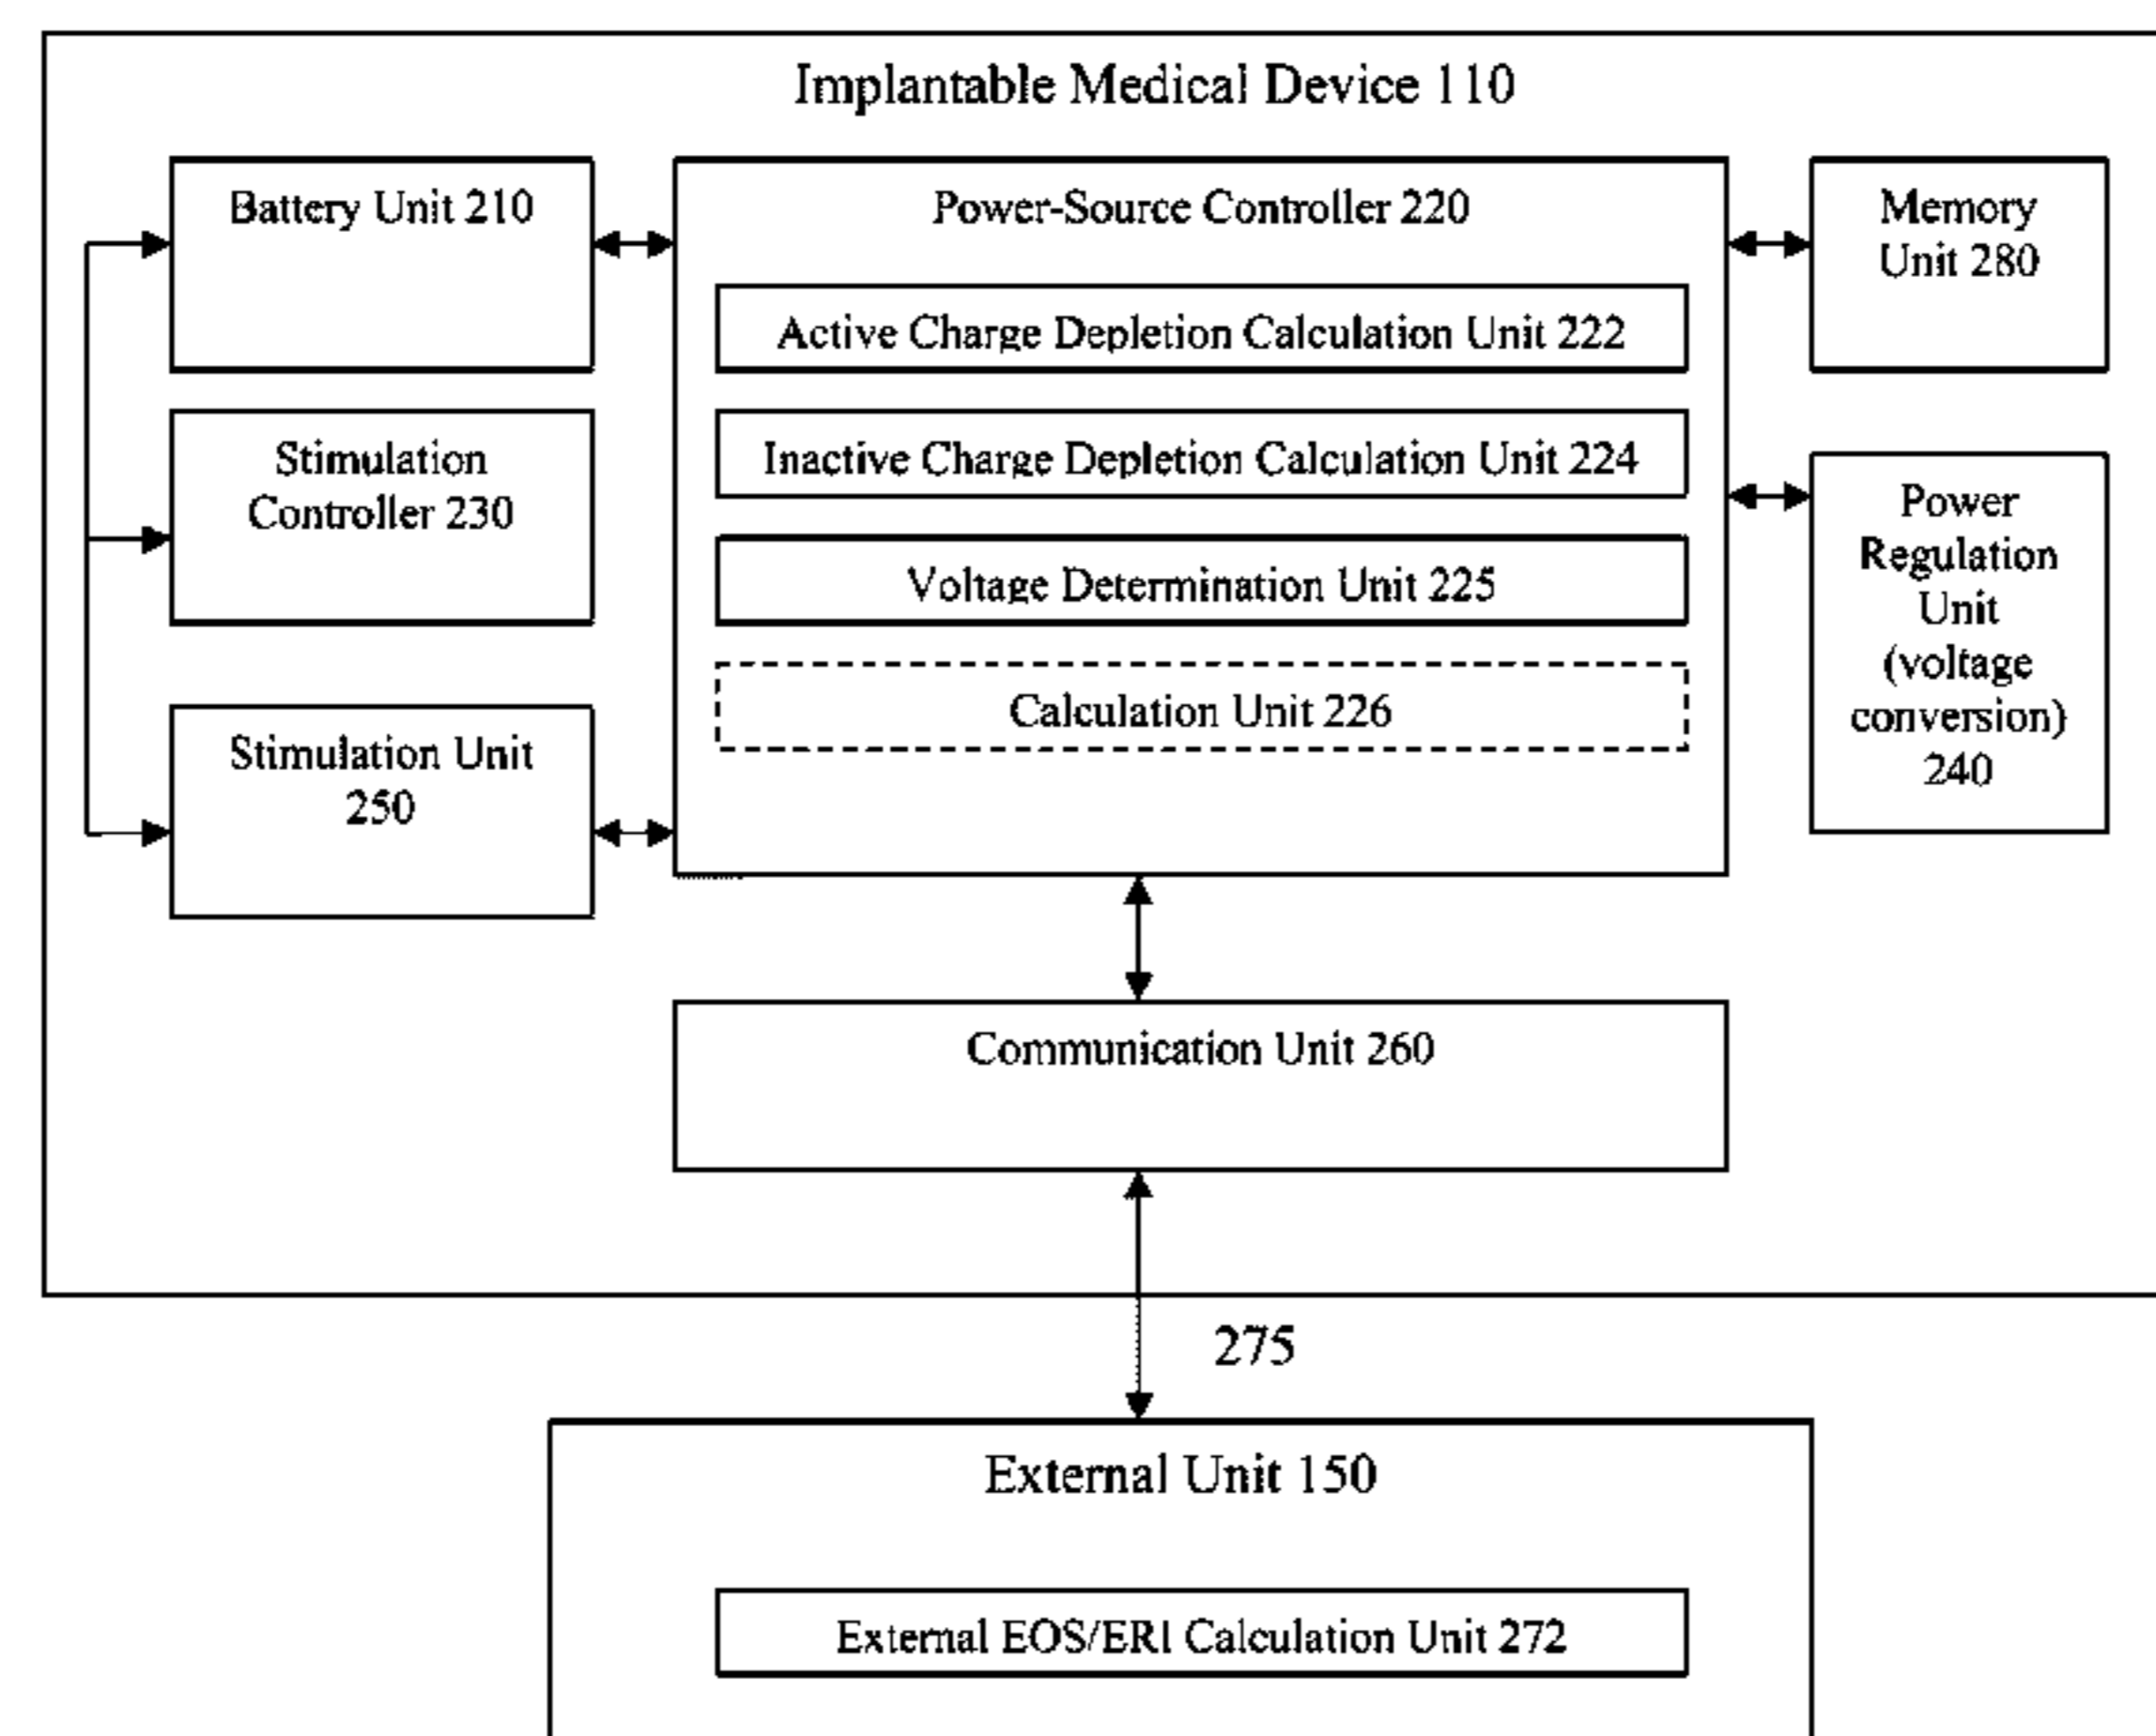 Implantable Medical Device 110
Battery Unit 210
Power-Source Controller 220
Memory
Unit 280
Active Charge Depletion Calculation Unit 222
Stimulation
Controller 230
Inactive Charge Depletion Calculation Unit 224
Power
Regulation
Unit
(voltage
conversion)
240
Voltage Determination Unit 225
Calculation Unit 226
Stimulation Unit
250
Communication Unit 260
275
External Unit 150
External EOS/ERI Calculation Unit 272